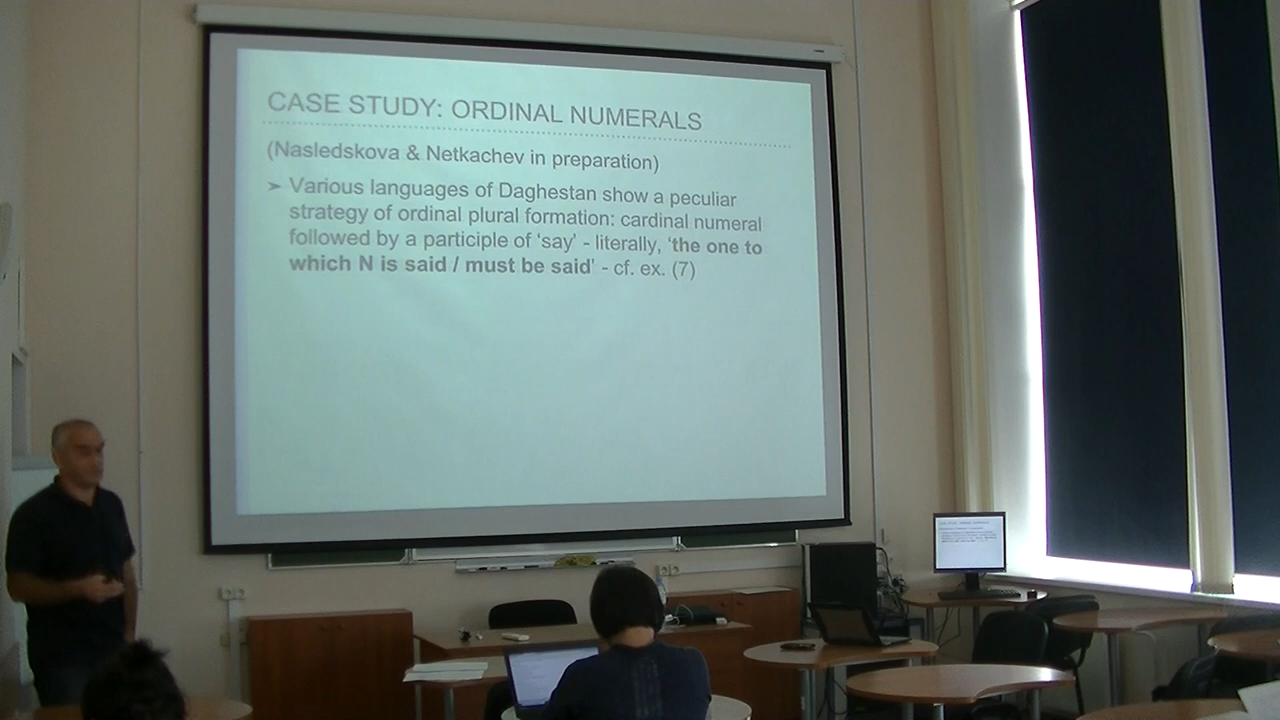 CASE STUDY: ORDINAL NUMERALS
(Nasledskova & Netkachev in preparation)
➢ Various languages of Daghestan show a peculiar
strategy of ordinal plural formation: cardinal numeral
followed by a participle of ‘say’ - literally, ‘the one to
which N is said / must be said’ - cf. ex. (7)